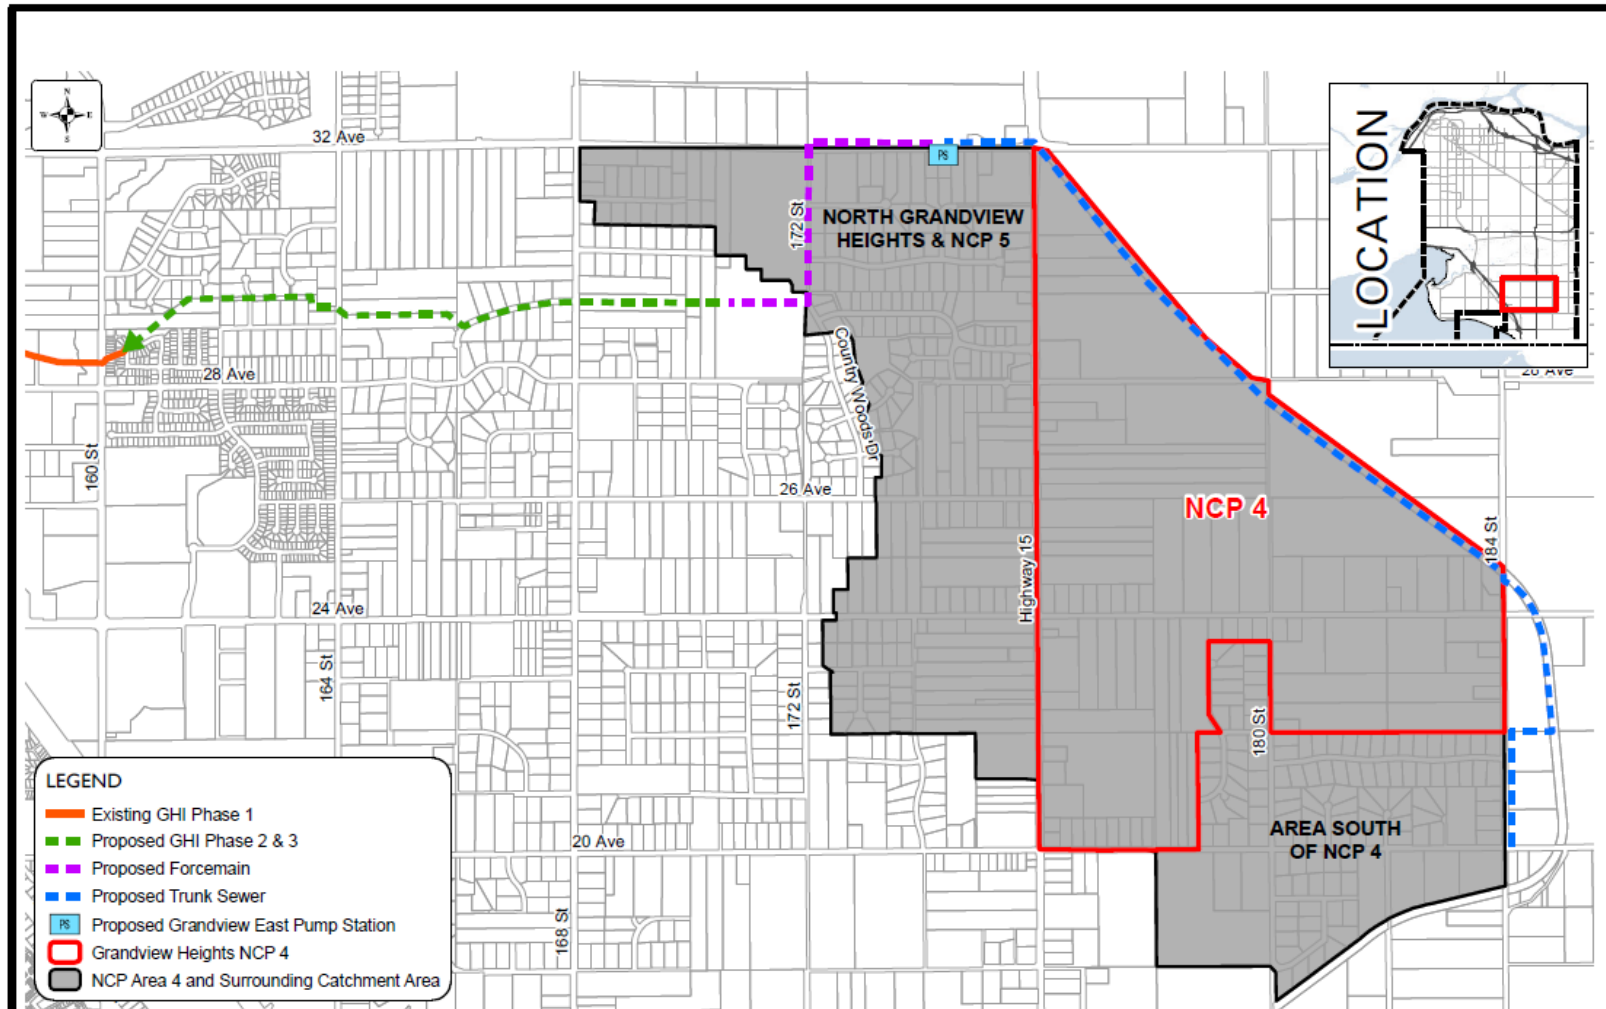 N
W E
S
32 Ave
PS
172 St
NORTH GRANDVIEW
HEIGHTS & NCP 5
LOCATION
28 Ave
28 Ave
Country Woods Dr
160 St
26 Ave
NCP 4
184 St
Highway 15
24 Ave
164 St
172 St
180 St
20 Ave
AREA SOUTH
OF NCP 4
168 St
LEGEND
Existing GHI Phase 1
Proposed GHI Phase 2 & 3
Proposed Forcemain
Proposed Trunk Sewer
PS Proposed Grandview East Pump Station
Grandview Heights NCP 4
NCP Area 4 and Surrounding Catchment Area